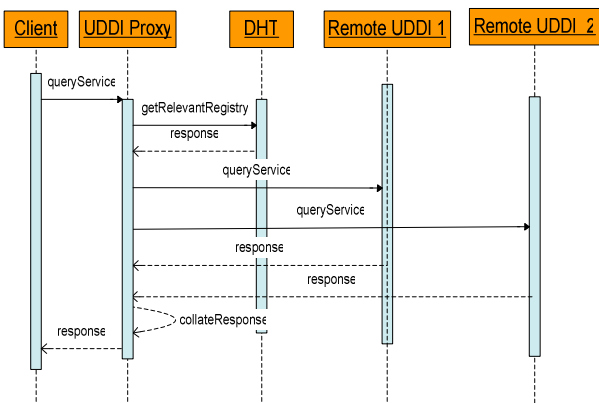 Client
UDDI Proxy
DHT
Remote UDDI 1
Remote UDDI 2
queryService
getRelevantRegistry
response
queryService
queryService
response
response
collateResponse
response